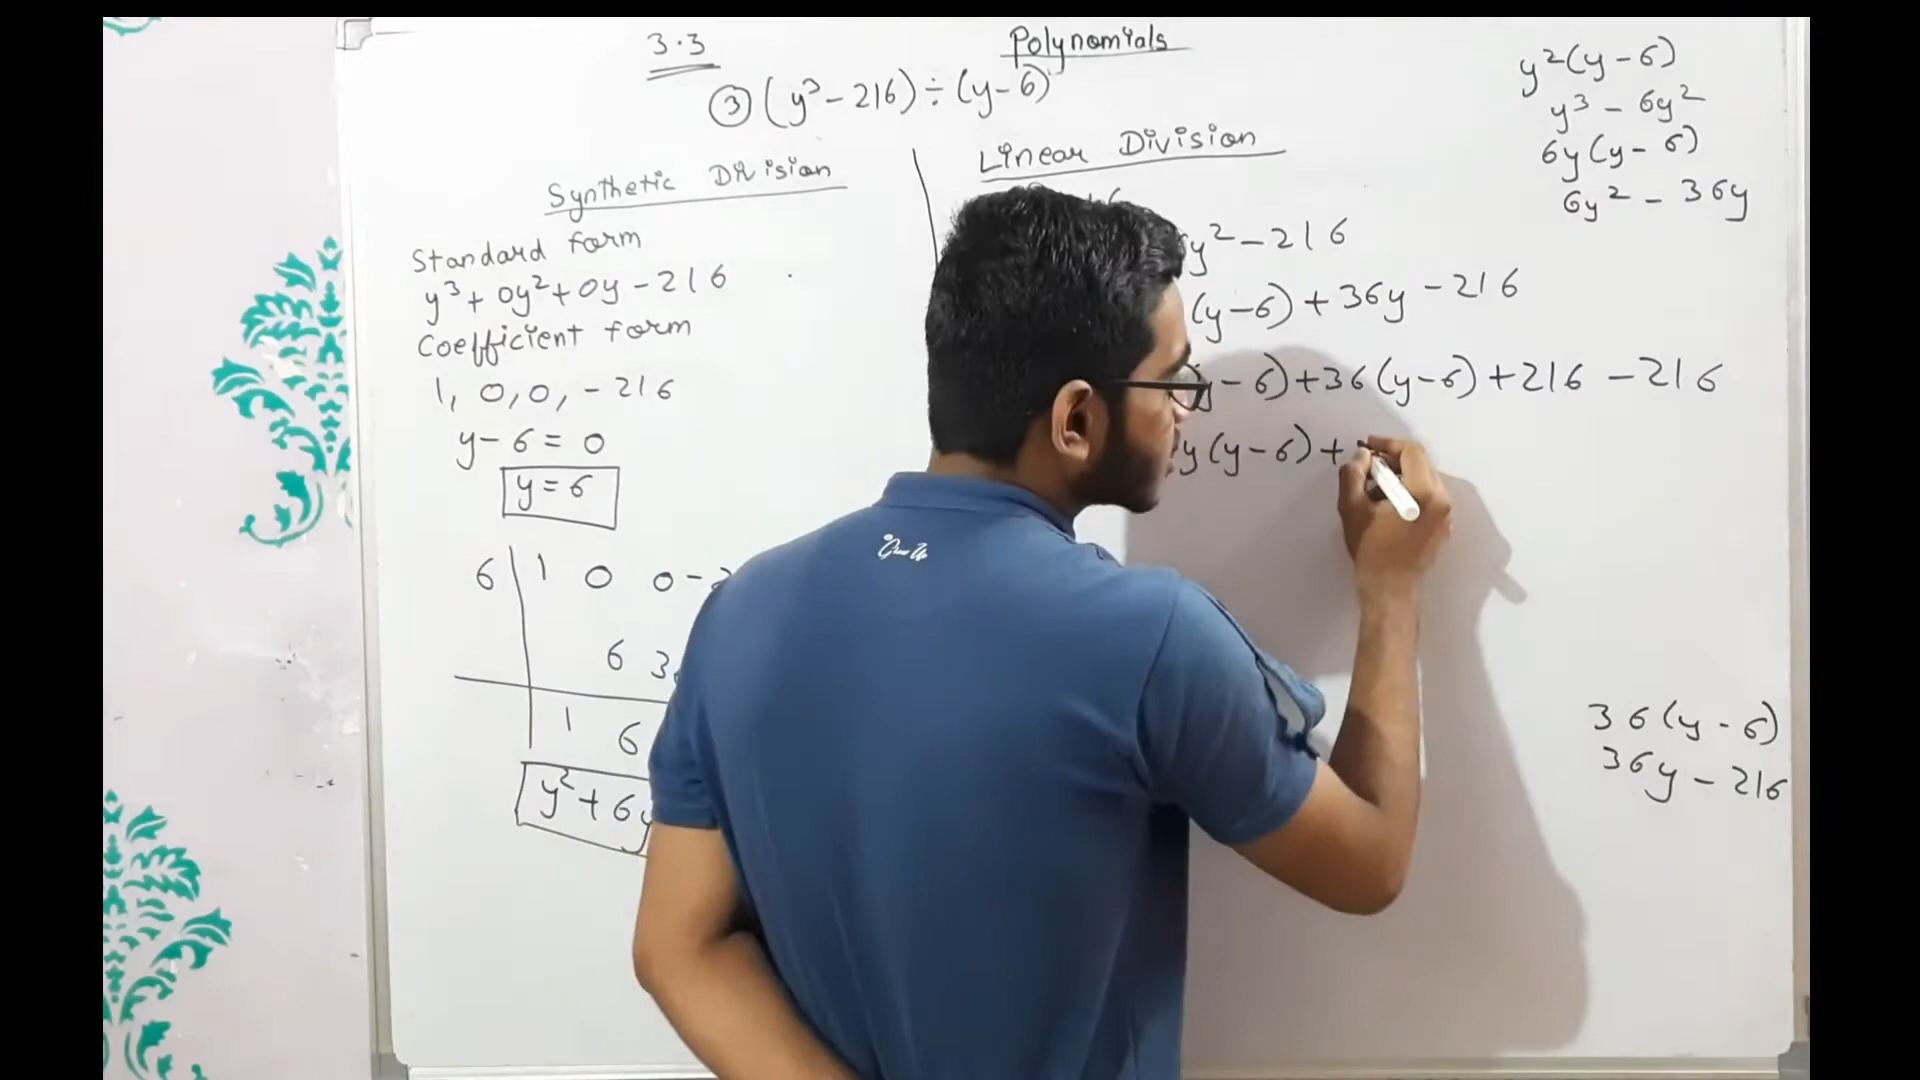 3.3
Polynomials
③ (y³ - 216) ÷ (y - 6)
Synthetic Division
Standard form
y³ + 0y² + 0y - 216
Coefficient form
1, 0, 0, - 216
y - 6 = 0
y = 6
6 | 1 0 0 -
6
1 6
y² + 6y
Linear Division
y² - 216
(y - 6) + 36y - 216
y - 6) + 36(y - 6) + 216 - 216
y(y - 6) +
y²(y - 6)
y³ - 6y²
6y(y - 6)
6y² - 36y
36(y - 6)
36y - 216